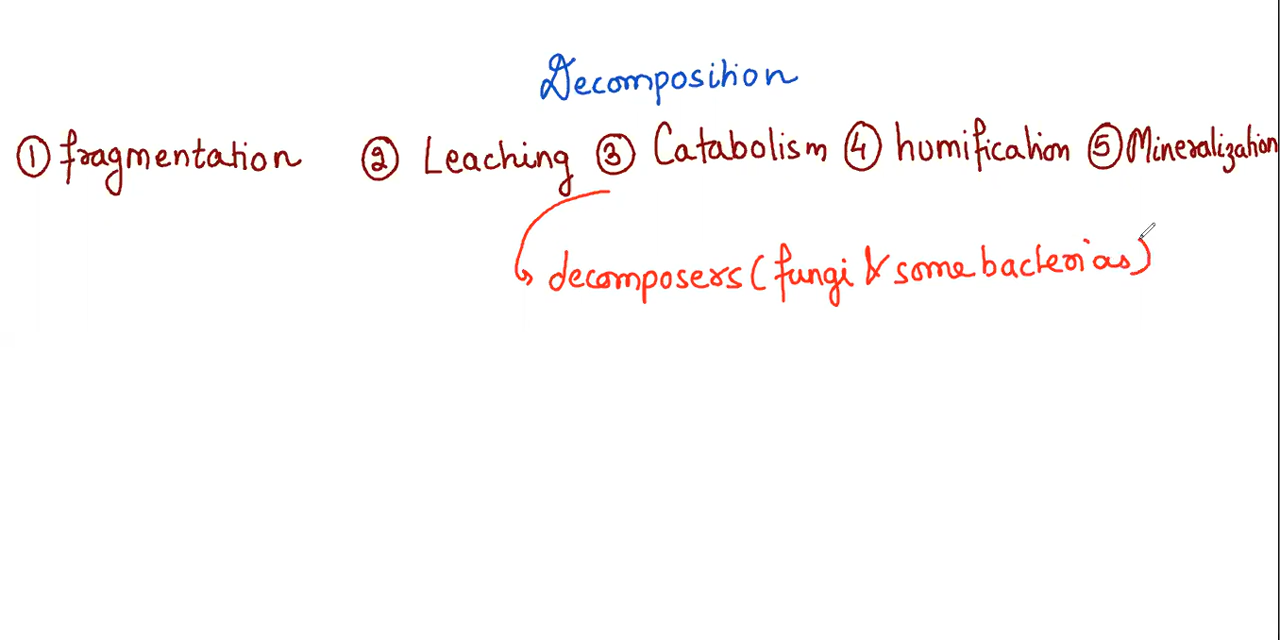 Decomposition
① fragmentation ② Leaching ③ Catabolism ④ humification ⑤ Mineralization
decomposers (fungi & some bacterias)